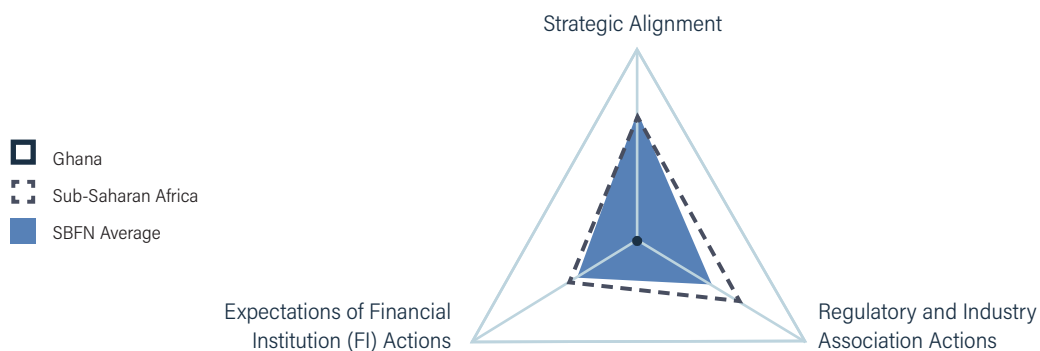 Strategic Alignment
Ghana
Sub-Saharan Africa
SBFN Average
Expectations of Financial
Institution (FI) Actions
Regulatory and Industry
Association Actions